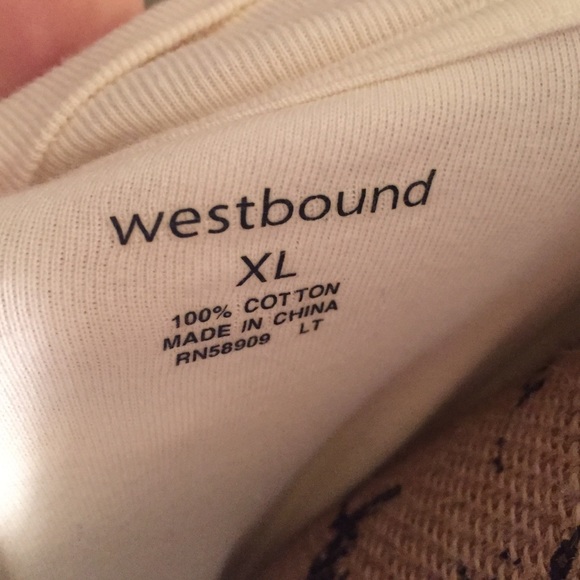 westbound
XL
100% COTTON
MADE IN CHINA
RN58909 LT